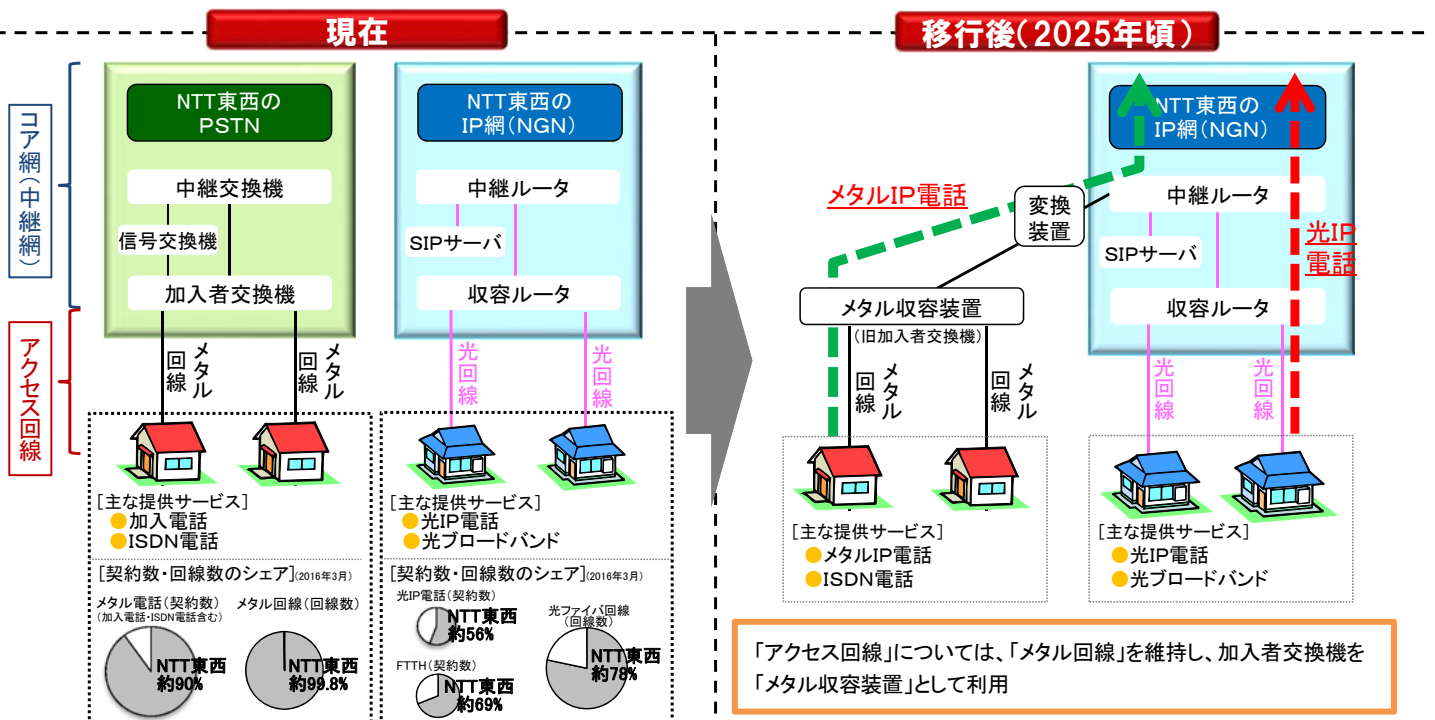 現在
コア網(中継網)
アクセス回線
NTT東西の
PSTN
中継交換機
信号交換機
加入者交換機
メタル
回線
メタル
回線
[主な提供サービス]
●加入電話
●ISDN電話
[契約数・回線数のシェア](2016年3月)
メタル電話(契約数)
(加入電話・ISDN電話含む)
NTT東西
約90%
メタル回線(回線数)
NTT東西
約99.8%
NTT東西の
IP網(NGN)
中継ルータ
SIPサーバ
収容ルータ
光回線
光回線
[主な提供サービス]
●光IP電話
●光ブロードバンド
[契約数・回線数のシェア](2016年3月)
光IP電話(契約数)
NTT東西
約56%
FTTH(契約数)
NTT東西
約69%
光ファイバ回線
(回線数)
NTT東西
約78%
移行後(2025年頃)
メタルIP電話
変換
装置
メタル収容装置
(旧加入者交換機)
メタル
回線
メタル
回線
[主な提供サービス]
●メタルIP電話
●ISDN電話
NTT東西の
IP網(NGN)
中継ルータ
SIPサーバ
収容ルータ
光IP
電話
光回線
光回線
[主な提供サービス]
●光IP電話
●光ブロードバンド
「アクセス回線」については、「メタル回線」を維持し、加入者交換機を
「メタル収容装置」として利用